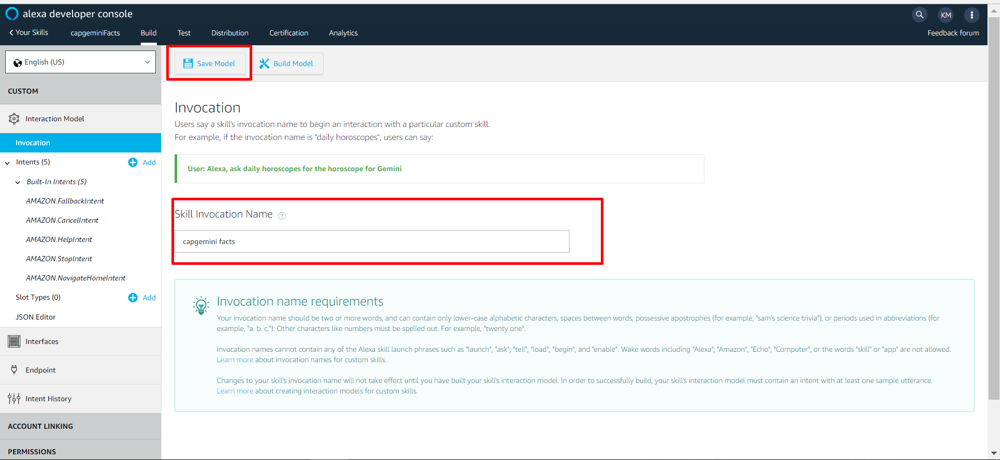 alexa developer console
KM
Your Skills
capgeminiFacts
Build
Test
Distribution
Certification
Analytics
Feedback forum
English (US)
Save Model
Build Model
CUSTOM
Interaction Model
Invocation
Intents (5)
Add
Built-In Intents (5)
AMAZON.FallbackIntent
AMAZON.CancelIntent
AMAZON.HelpIntent
AMAZON.StopIntent
AMAZON.NavigateHomeIntent
Slot Types (0)
Add
JSON Editor
Interfaces
Endpoint
Intent History
ACCOUNT LINKING
PERMISSIONS
Invocation
Users say a skill's invocation name to begin an interaction with a particular custom skill.
For example, if the invocation name is "daily horoscopes", users can say:
User: Alexa, ask daily horoscopes for the horoscope for Gemini
Skill Invocation Name ?
capgemini facts
Invocation name requirements
Your invocation name should be two or more words, and can contain only lower-case alphabetic characters, spaces between words, possessive apostrophes (for example, "sam's science trivia"), or periods used in abbreviations (for
example, "a. b. c."). Other characters like numbers must be spelled out. For example, "twenty one".
Invocation names cannot contain any of the Alexa skill launch phrases such as "launch", "ask", "tell", "load", "begin", and "enable". Wake words including "Alexa", "Amazon", "Echo", "Computer", or the words "skill" or "app" are not allowed.
Learn more about invocation names for custom skills.
Changes to your skill's invocation name will not take effect until you have built your skill's interaction model. In order to successfully build, your skill's interaction model must contain an intent with at least one sample utterance.
Learn more about creating interaction models for custom skills.